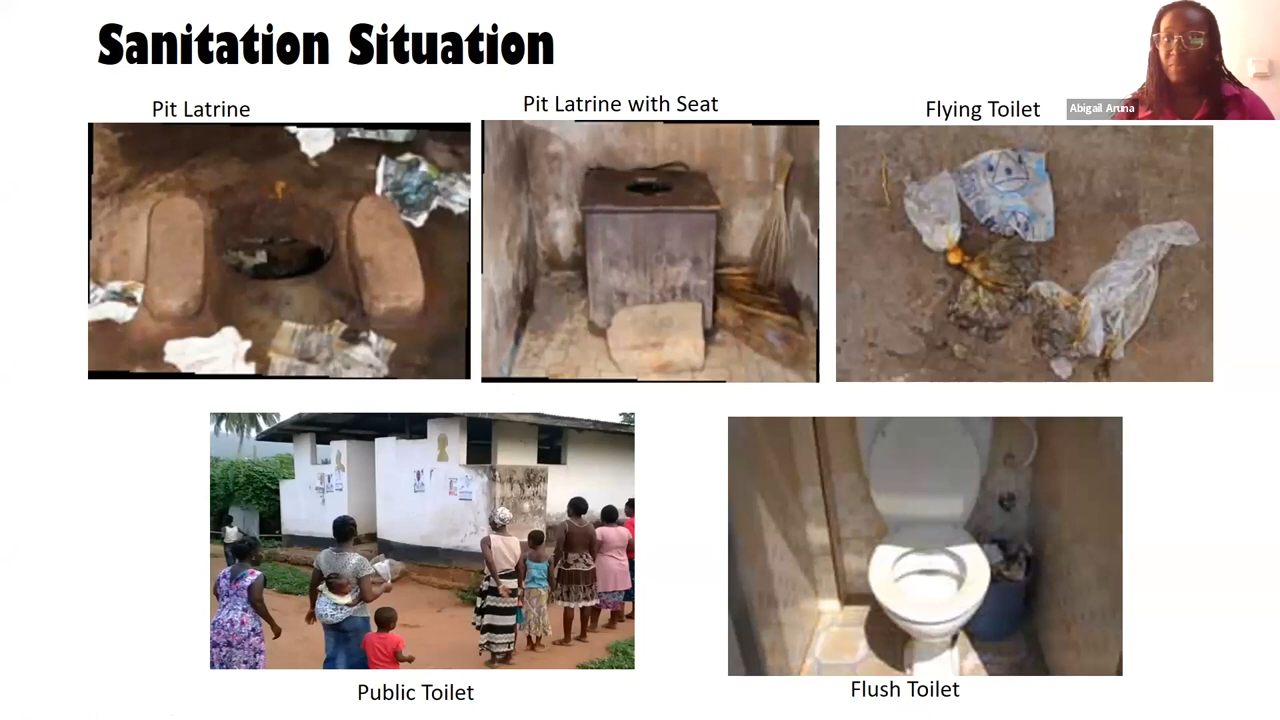 Sanitation Situation
Pit Latrine
Pit Latrine with Seat
Flying Toilet
Abigail Aruna
Public Toilet
Flush Toilet